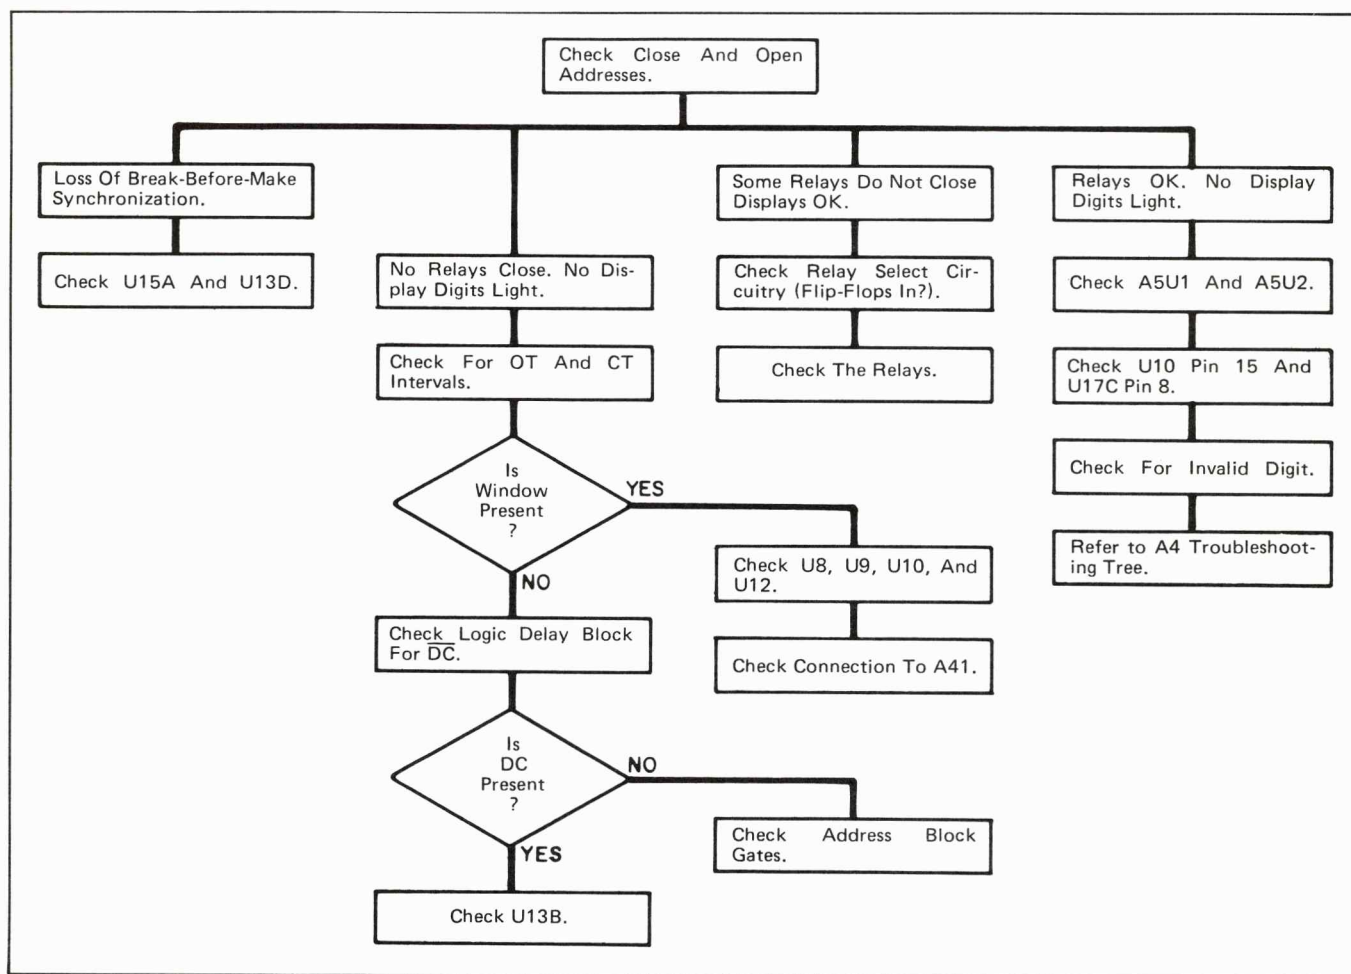 Check Close And Open
Addresses.
Loss Of Break-Before-Make
Synchronization.
Check U15A And U13D.
No Relays Close. No Dis-
play Digits Light.
Check For OT And CT
Intervals.
Is
Window
Present
?
YES
NO
Check U8, U9, U10, And
U12.
Check Connection To A41.
Check Logic Delay Block
For D̅C̅.
Is
DC
Present
?
NO
YES
Check Address Block
Gates.
Check U13B.
Some Relays Do Not Close
Displays OK.
Check Relay Select Cir-
cuitry (Flip-Flops In?).
Check The Relays.
Relays OK. No Display
Digits Light.
Check A5U1 And A5U2.
Check U10 Pin 15 And
U17C Pin 8.
Check For Invalid Digit.
Refer to A4 Troubleshoot-
ing Tree.